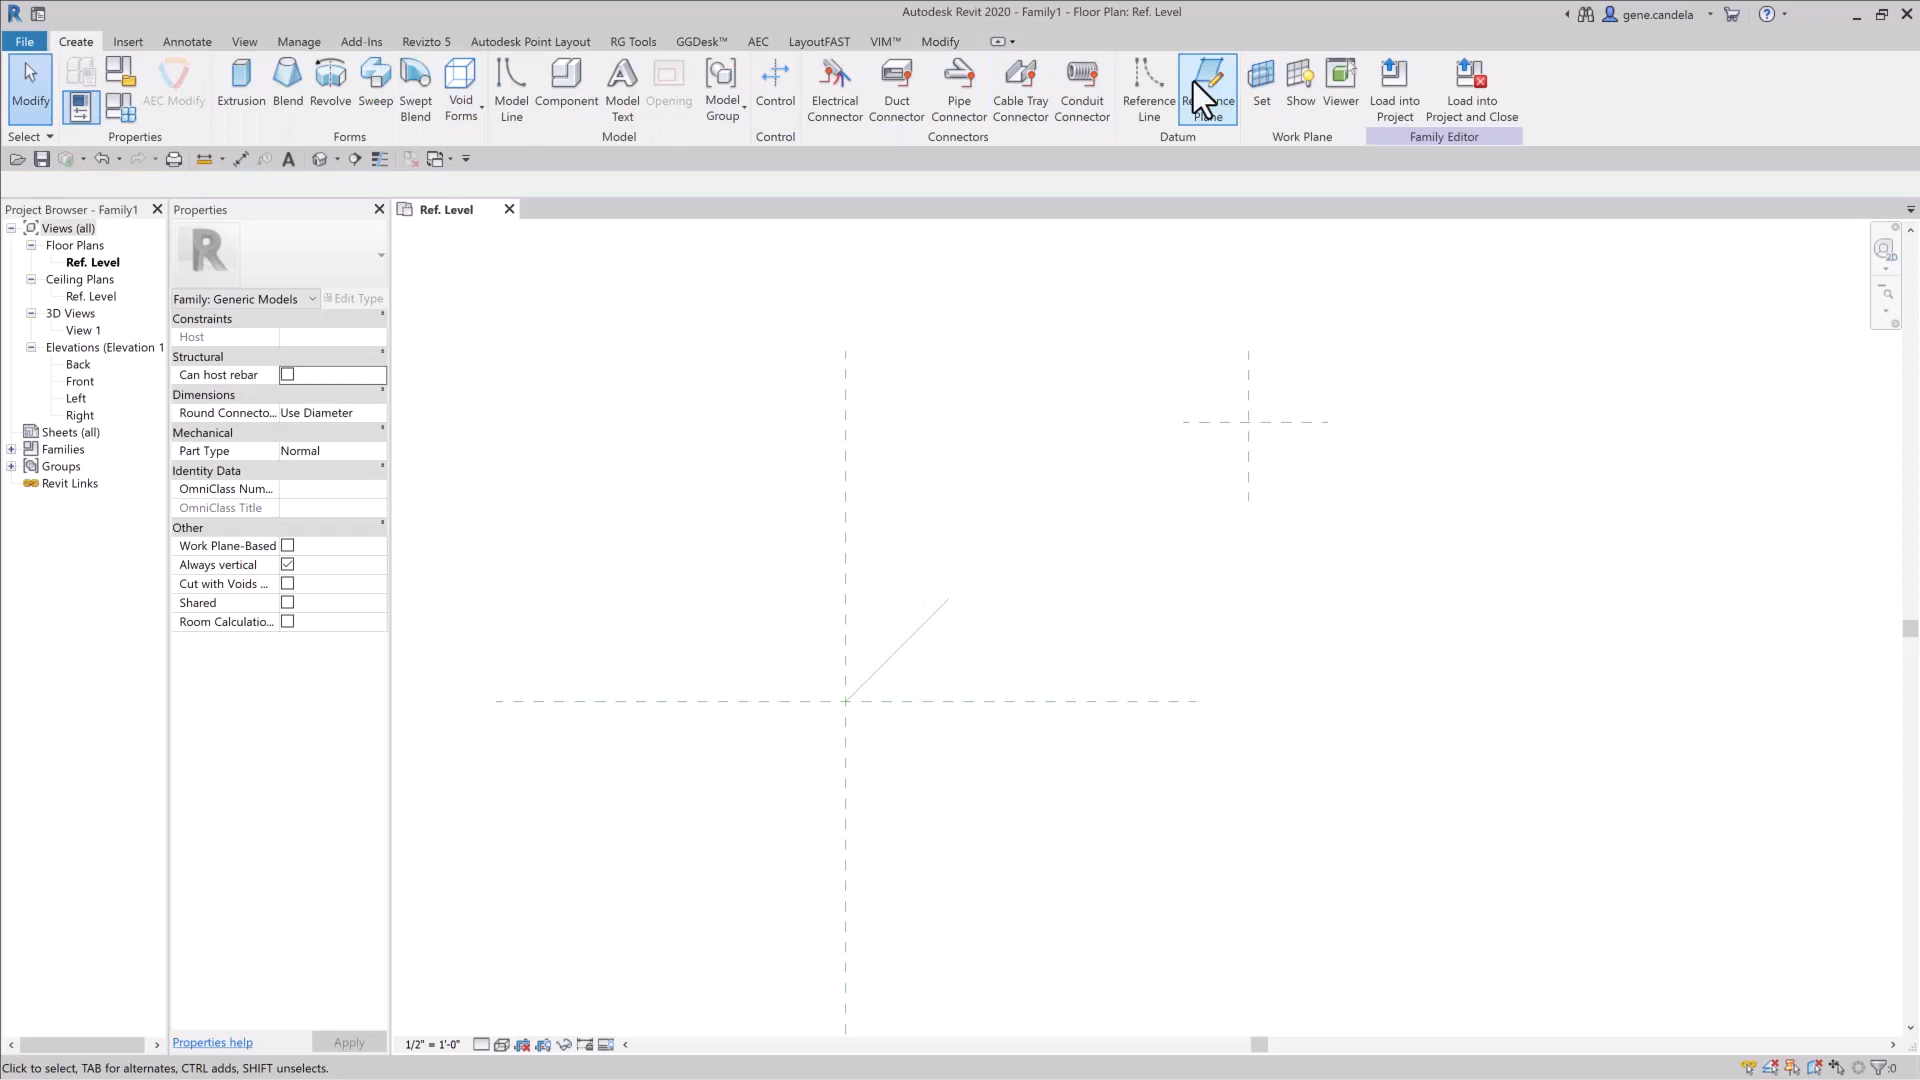 Autodesk Revit 2020 - Family1 - Floor Plan: Ref. Level
gene.candela
File Create Insert Annotate View Manage Add-Ins Revizto 5 Autodesk Point Layout RG Tools GGDesk™ AEC LayoutFAST VIM™ Modify
Modify
AEC Modify
Extrusion
Blend
Revolve
Sweep
Swept
Blend
Void
Forms
Model
Line
Component
Model
Text
Opening
Model
Group
Control
Electrical
Connector
Duct
Connector
Pipe
Connector
Cable Tray
Connector
Conduit
Connector
Reference
Line
Plane
Set
Show
Viewer
Load into
Project
Load into
Project and Close
Select
Properties
Forms
Model
Control
Connectors
Datum
Work Plane
Family Editor
Project Browser - Family1
Views (all)
Floor Plans
Ref. Level
Ceiling Plans
Ref. Level
3D Views
View 1
Elevations (Elevation 1
Back
Front
Left
Right
Sheets (all)
Families
Groups
Revit Links
Properties
R
Family: Generic Models
Edit Type
Constraints
Host
Structural
Can host rebar
Dimensions
Round Connecto... Use Diameter
Mechanical
Part Type Normal
Identity Data
OmniClass Num...
OmniClass Title
Other
Work Plane-Based
Always vertical
Cut with Voids ...
Shared
Room Calculatio...
Properties help
Apply
Ref. Level
2D
1/2" = 1'-0"
Click to select, TAB for alternates, CTRL adds, SHIFT unselects.
:0